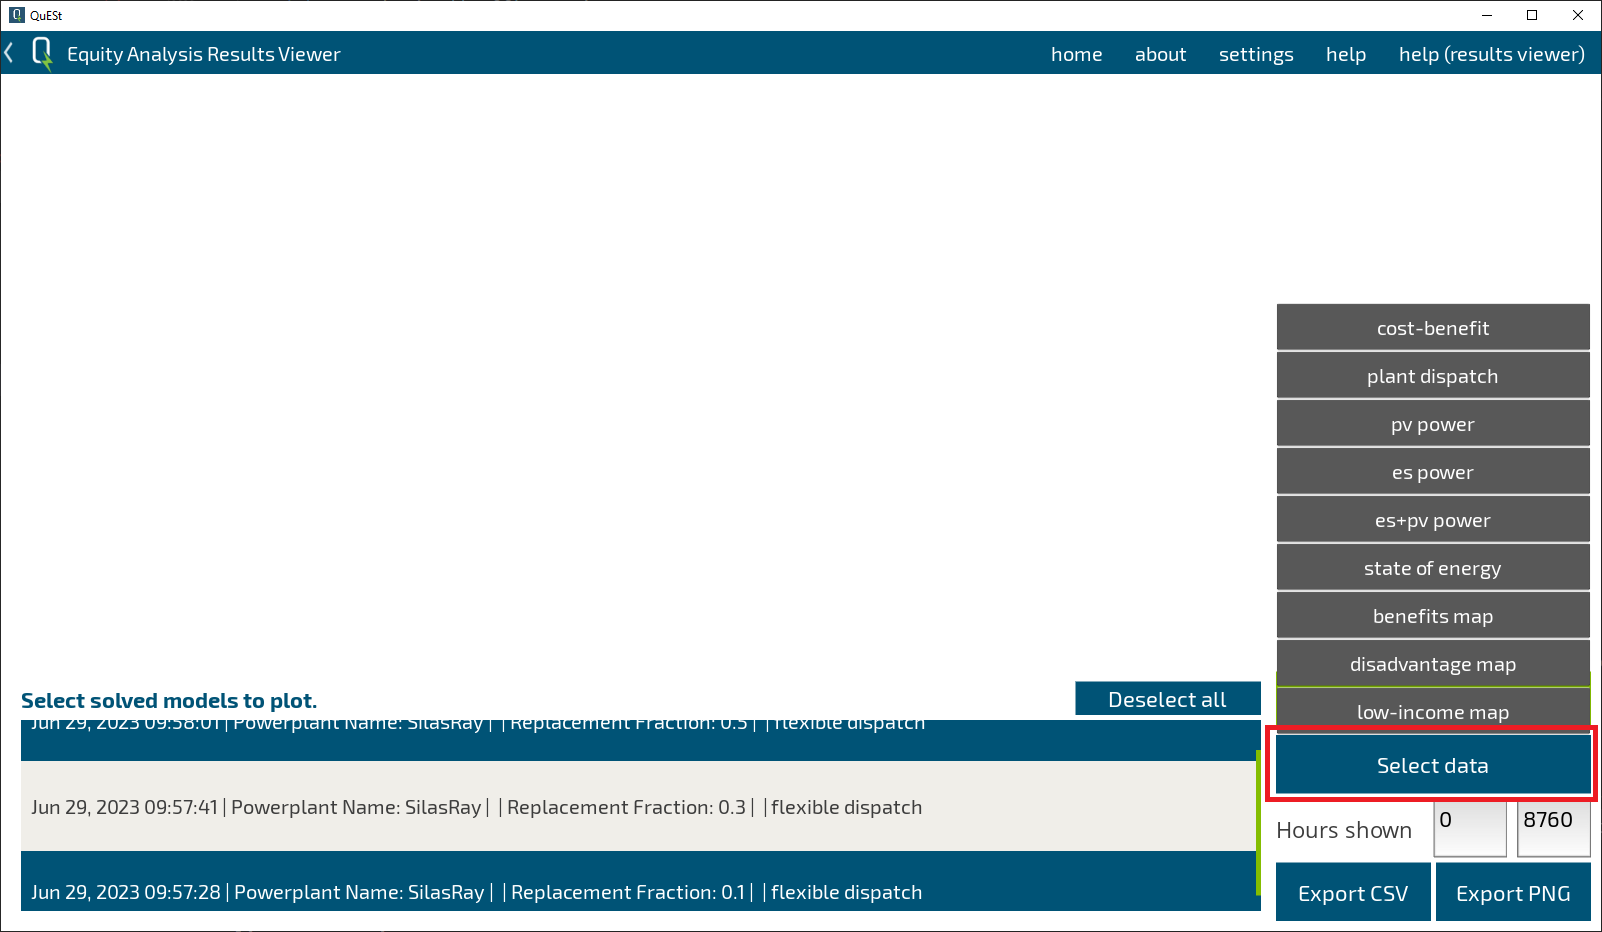 QuESt
Equity Analysis Results Viewer
home about settings help help (results viewer)
cost-benefit
plant dispatch
pv power
es power
es+pv power
state of energy
benefits map
disadvantage map
low-income map
Select data
Select solved models to plot.
Deselect all
Jun 29, 2023 09:58:01 | Powerplant Name: SilasRay | | Replacement Fraction: 0.5 | | flexible dispatch
Jun 29, 2023 09:57:41 | Powerplant Name: SilasRay | | Replacement Fraction: 0.3 | | flexible dispatch
Jun 29, 2023 09:57:28 | Powerplant Name: SilasRay | | Replacement Fraction: 0.1 | | flexible dispatch
Hours shown 0 8760
Export CSV Export PNG